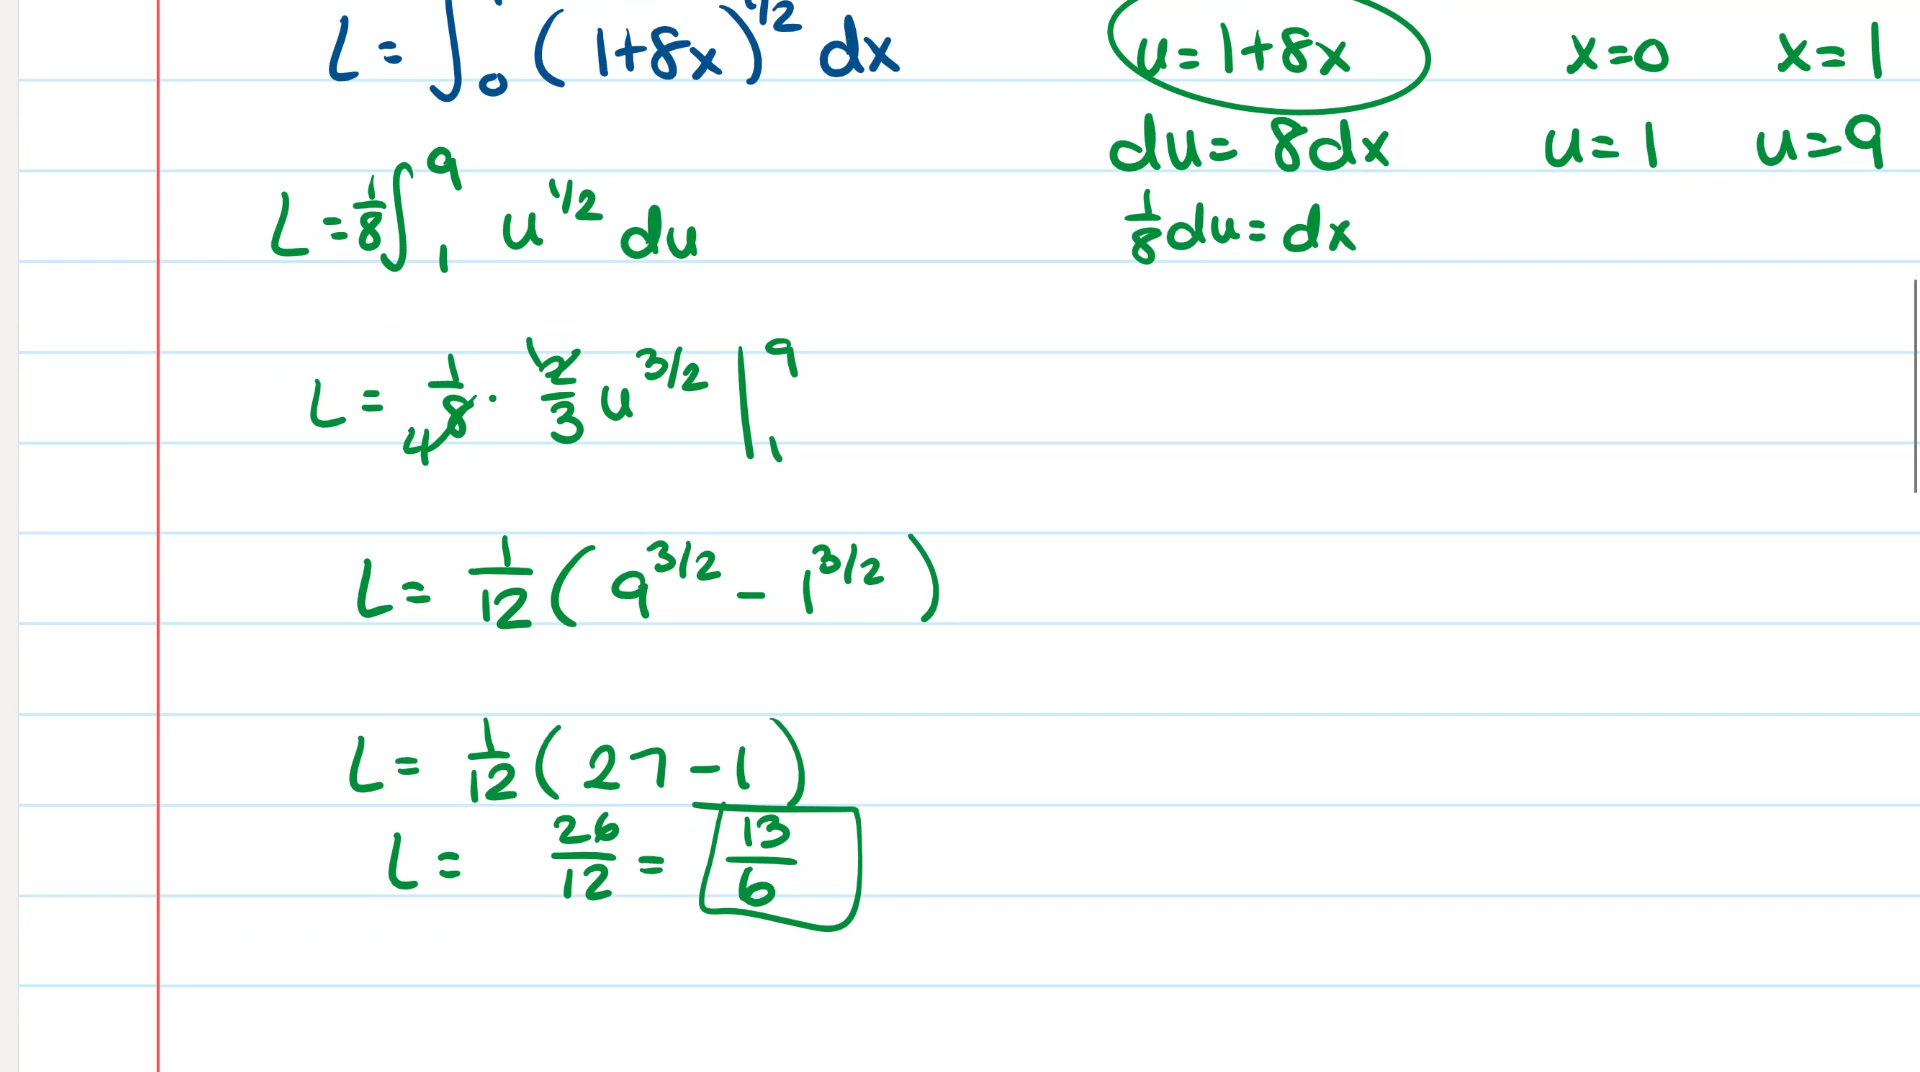 L = ∫₀ (1+8x)^1/2 dx    u = 1+8x    x=0    x=1
du = 8dx    u=1    u=9
L = 1/8 ∫₁⁹ u^1/2 du    1/8 du = dx
L = 1/8 4 · 2/3 1 u^3/2 |₁⁹
L = 1/12 ( 9^3/2 - 1^3/2 )
L = 1/12 ( 27 - 1 )
L = 26/12 = 13/6